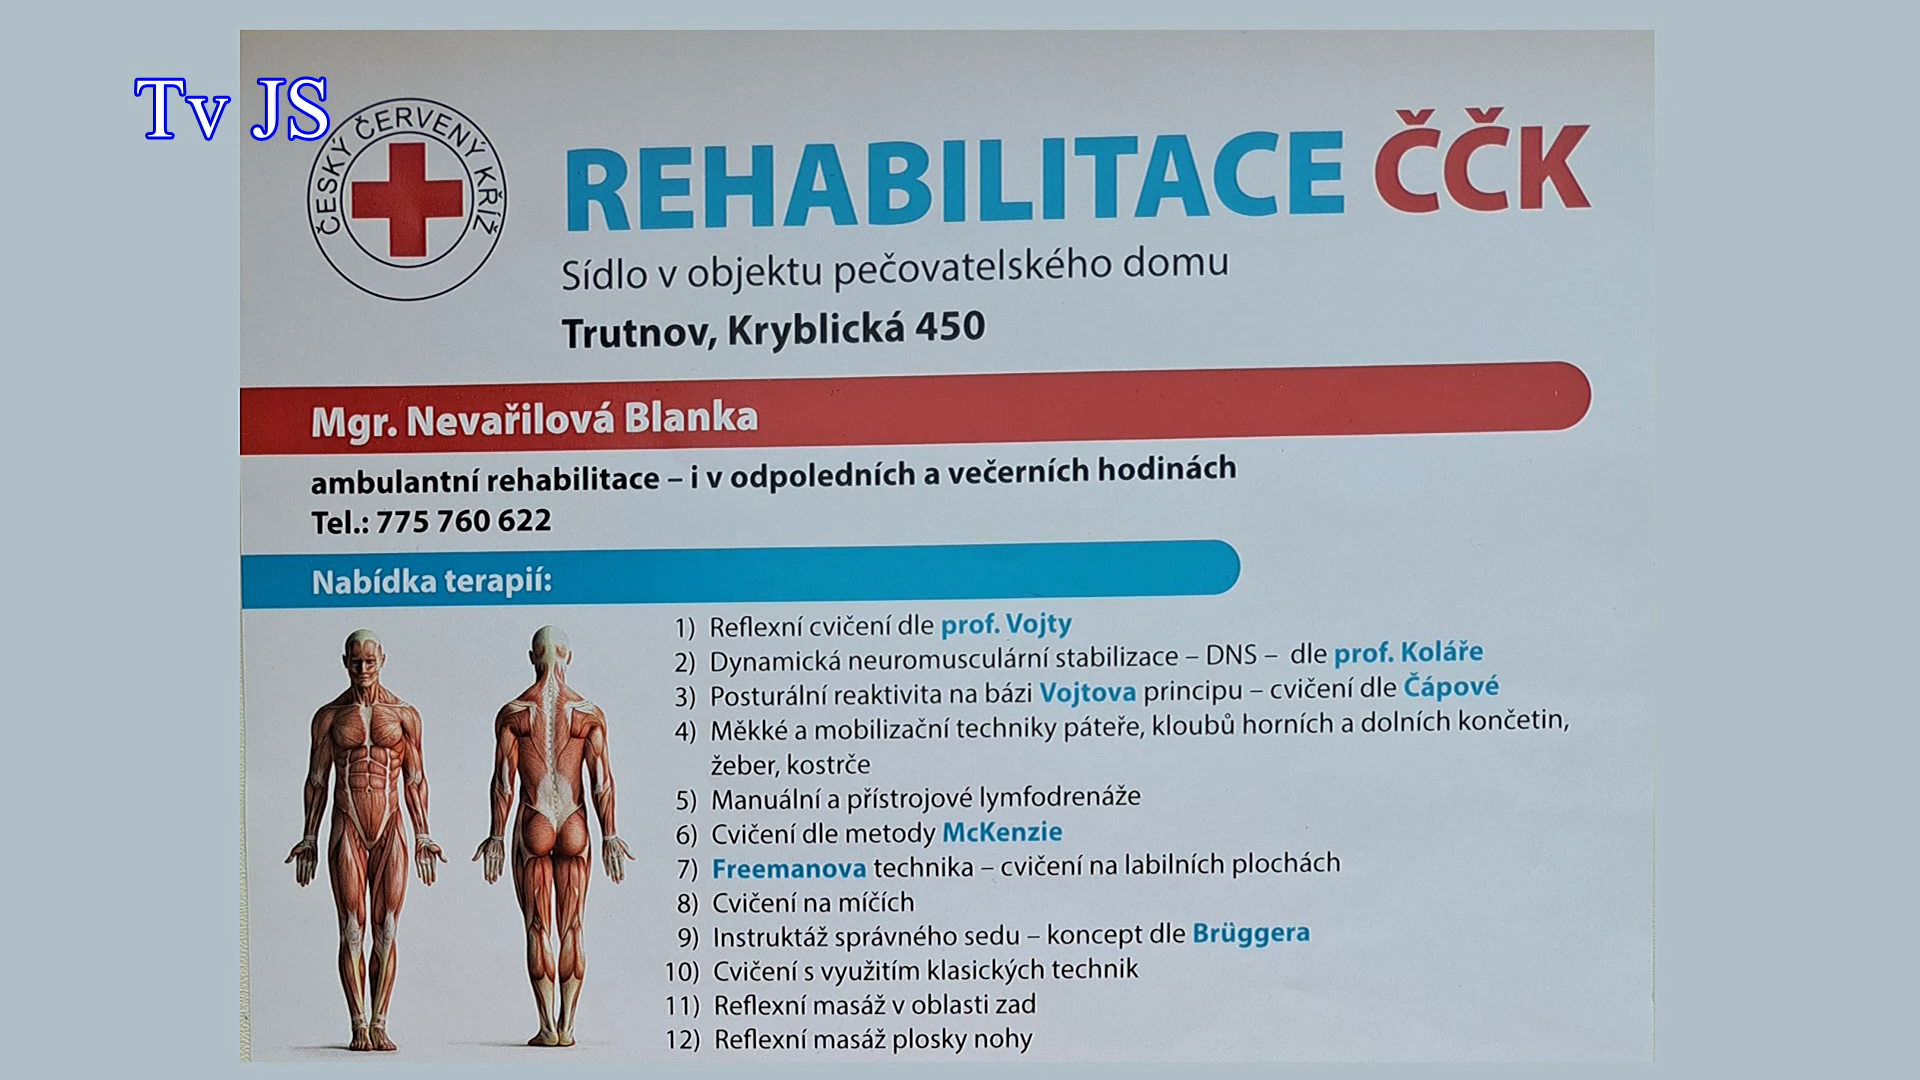 Tv JS
ČESKÝ ČERVENÝ KŘÍŽ
REHABILITACE ČČK
Sídlo v objektu pečovatelského domu
Trutnov, Kryblická 450
Mgr. Nevařilová Blanka
ambulantní rehabilitace – i v odpoledních a večerních hodinách
Tel.: 775 760 622
Nabídka terapií:
1) Reflexní cvičení dle prof. Vojty
2) Dynamická neuromusculární stabilizace – DNS – dle prof. Koláře
3) Posturální reaktivita na bázi Vojtova principu – cvičení dle Čápové
4) Měkké a mobilizační techniky páteře, kloubů horních a dolních končetin,
žeber, kostrče
5) Manuální a přístrojové lymfodrenáže
6) Cvičení dle metody McKenzie
7) Freemanova technika – cvičení na labilních plochách
8) Cvičení na míčích
9) Instruktáž správného sedu – koncept dle Brüggera
10) Cvičení s využitím klasických technik
11) Reflexní masáž v oblasti zad
12) Reflexní masáž plosky nohy